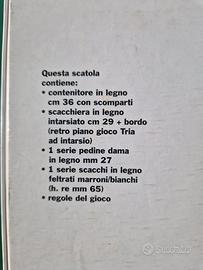 Questa scatola
contiene:
• contenitore in legno
cm 36 con scomparti
• scacchiera in legno
intarsiato cm 29 + bordo
(retro piano gioco Tria
ad intarsio)
• 1 serie pedine dama
in legno mm 27
• 1 serie scacchi in legno
feltrati marroni/bianchi
(h. re mm 65)
• regole del gioco
subito